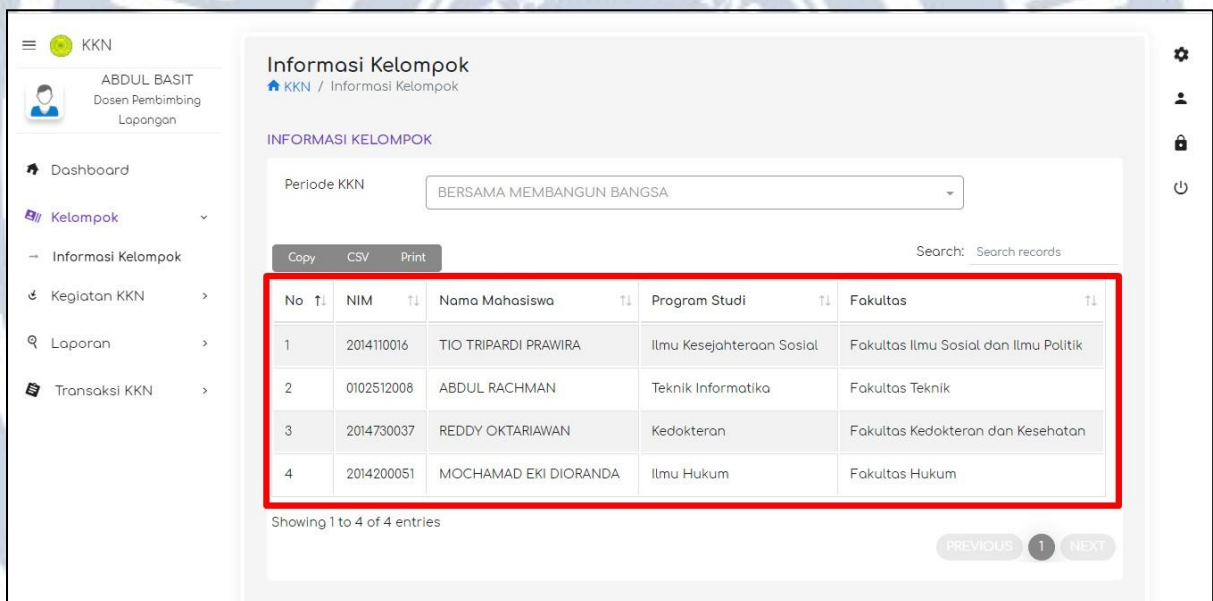 KKN
ABDUL BASIT
Dosen Pembimbing
Lapangan
Dashboard
Kelompok
Informasi Kelompok
Kegiatan KKN
Laporan
Transaksi KKN
Informasi Kelompok
KKN / Informasi Kelompok
INFORMASI KELOMPOK
Periode KKN BERSAMA MEMBANGUN BANGSA
Copy CSV Print Search: Search records
No NIM Nama Mahasiswa Program Studi Fakultas
1 2014110016 TIO TRIPARDI PRAWIRA Ilmu Kesejahteraan Sosial Fakultas Ilmu Sosial dan Ilmu Politik
2 0102512008 ABDUL RACHMAN Teknik Informatika Fakultas Teknik
3 2014730037 REDDY OKTARIAWAN Kedokteran Fakultas Kedokteran dan Kesehatan
4 2014200051 MOCHAMAD EKI DIORANDA Ilmu Hukum Fakultas Hukum
Showing 1 to 4 of 4 entries
PREVIOUS 1 NEXT